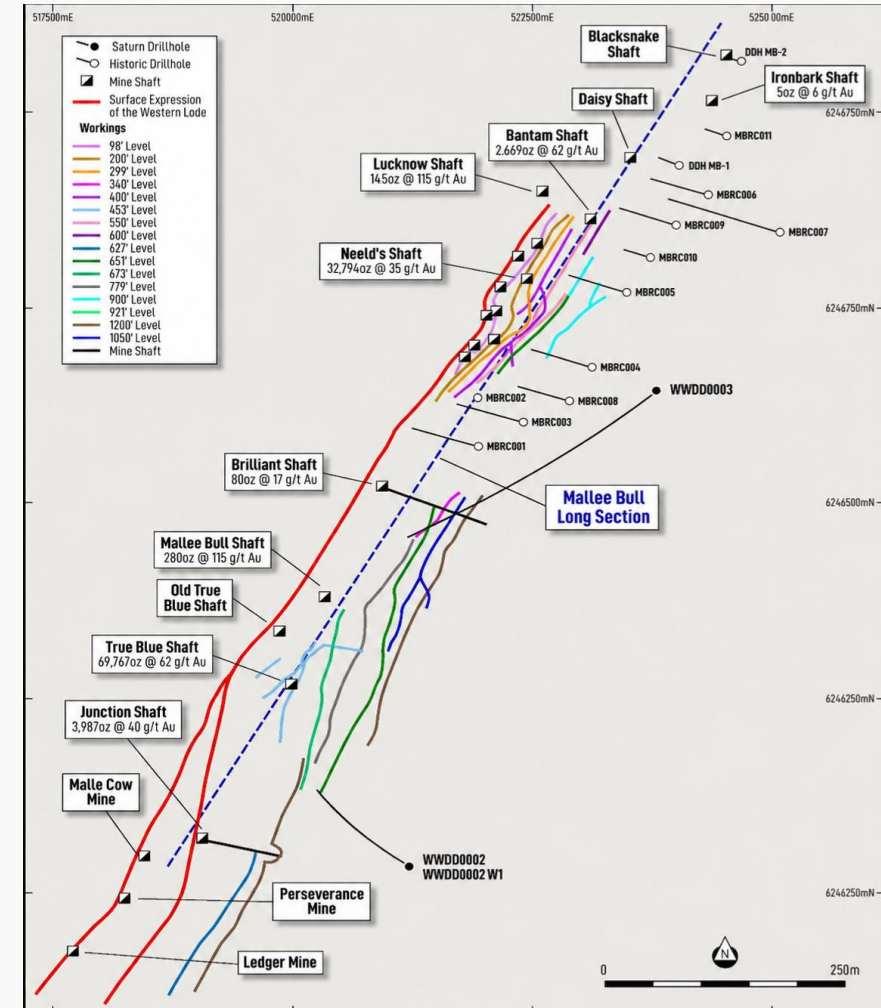 517500mE
520000mE
522500mE
525 00mE
Saturn Drillhole
Historic Drillhole
Mine Shaft
Surface Expression
of the Western Lode
Workings
98' Level
200' Level
299' Level
340' Level
400' Level
453' Level
550' Level
600' Level
627' Level
651' Level
673' Level
779' Level
900' Level
921' Level
1200' Level
1050' Level
Mine Shaft
Blacksnake
Shaft
DDH MB-2
Ironbark Shaft
5oz @ 6 g/t Au
Daisy Shaft
6246750mN
Bantam Shaft
2.669oz @ 62 g/t Au
MBRC011
Lucknow Shaft
145oz @ 115 g/t Au
DDH MB-1
MBRC006
MBRC009
MBRC007
Neeld's Shaft
32,794oz @ 35 g/t Au
MBRC010
MBRC005
6246750mN
MBRC004
WWDD0003
MBRC002
MBRC008
MBRC003
MBRC001
Brilliant Shaft
80oz @ 17 g/t Au
Mallee Bull
Long Section
6246500mN
Mallee Bull Shaft
280oz @ 115 g/t Au
Old True
Blue Shaft
True Blue Shaft
69,767oz @ 62 g/t Au
6246250mN
Junction Shaft
3,987oz @ 40 g/t Au
Malle Cow
Mine
WWDD0002
WWDD0002 W1
6246250mN
Perseverance
Mine
Ledger Mine
N
0
250m